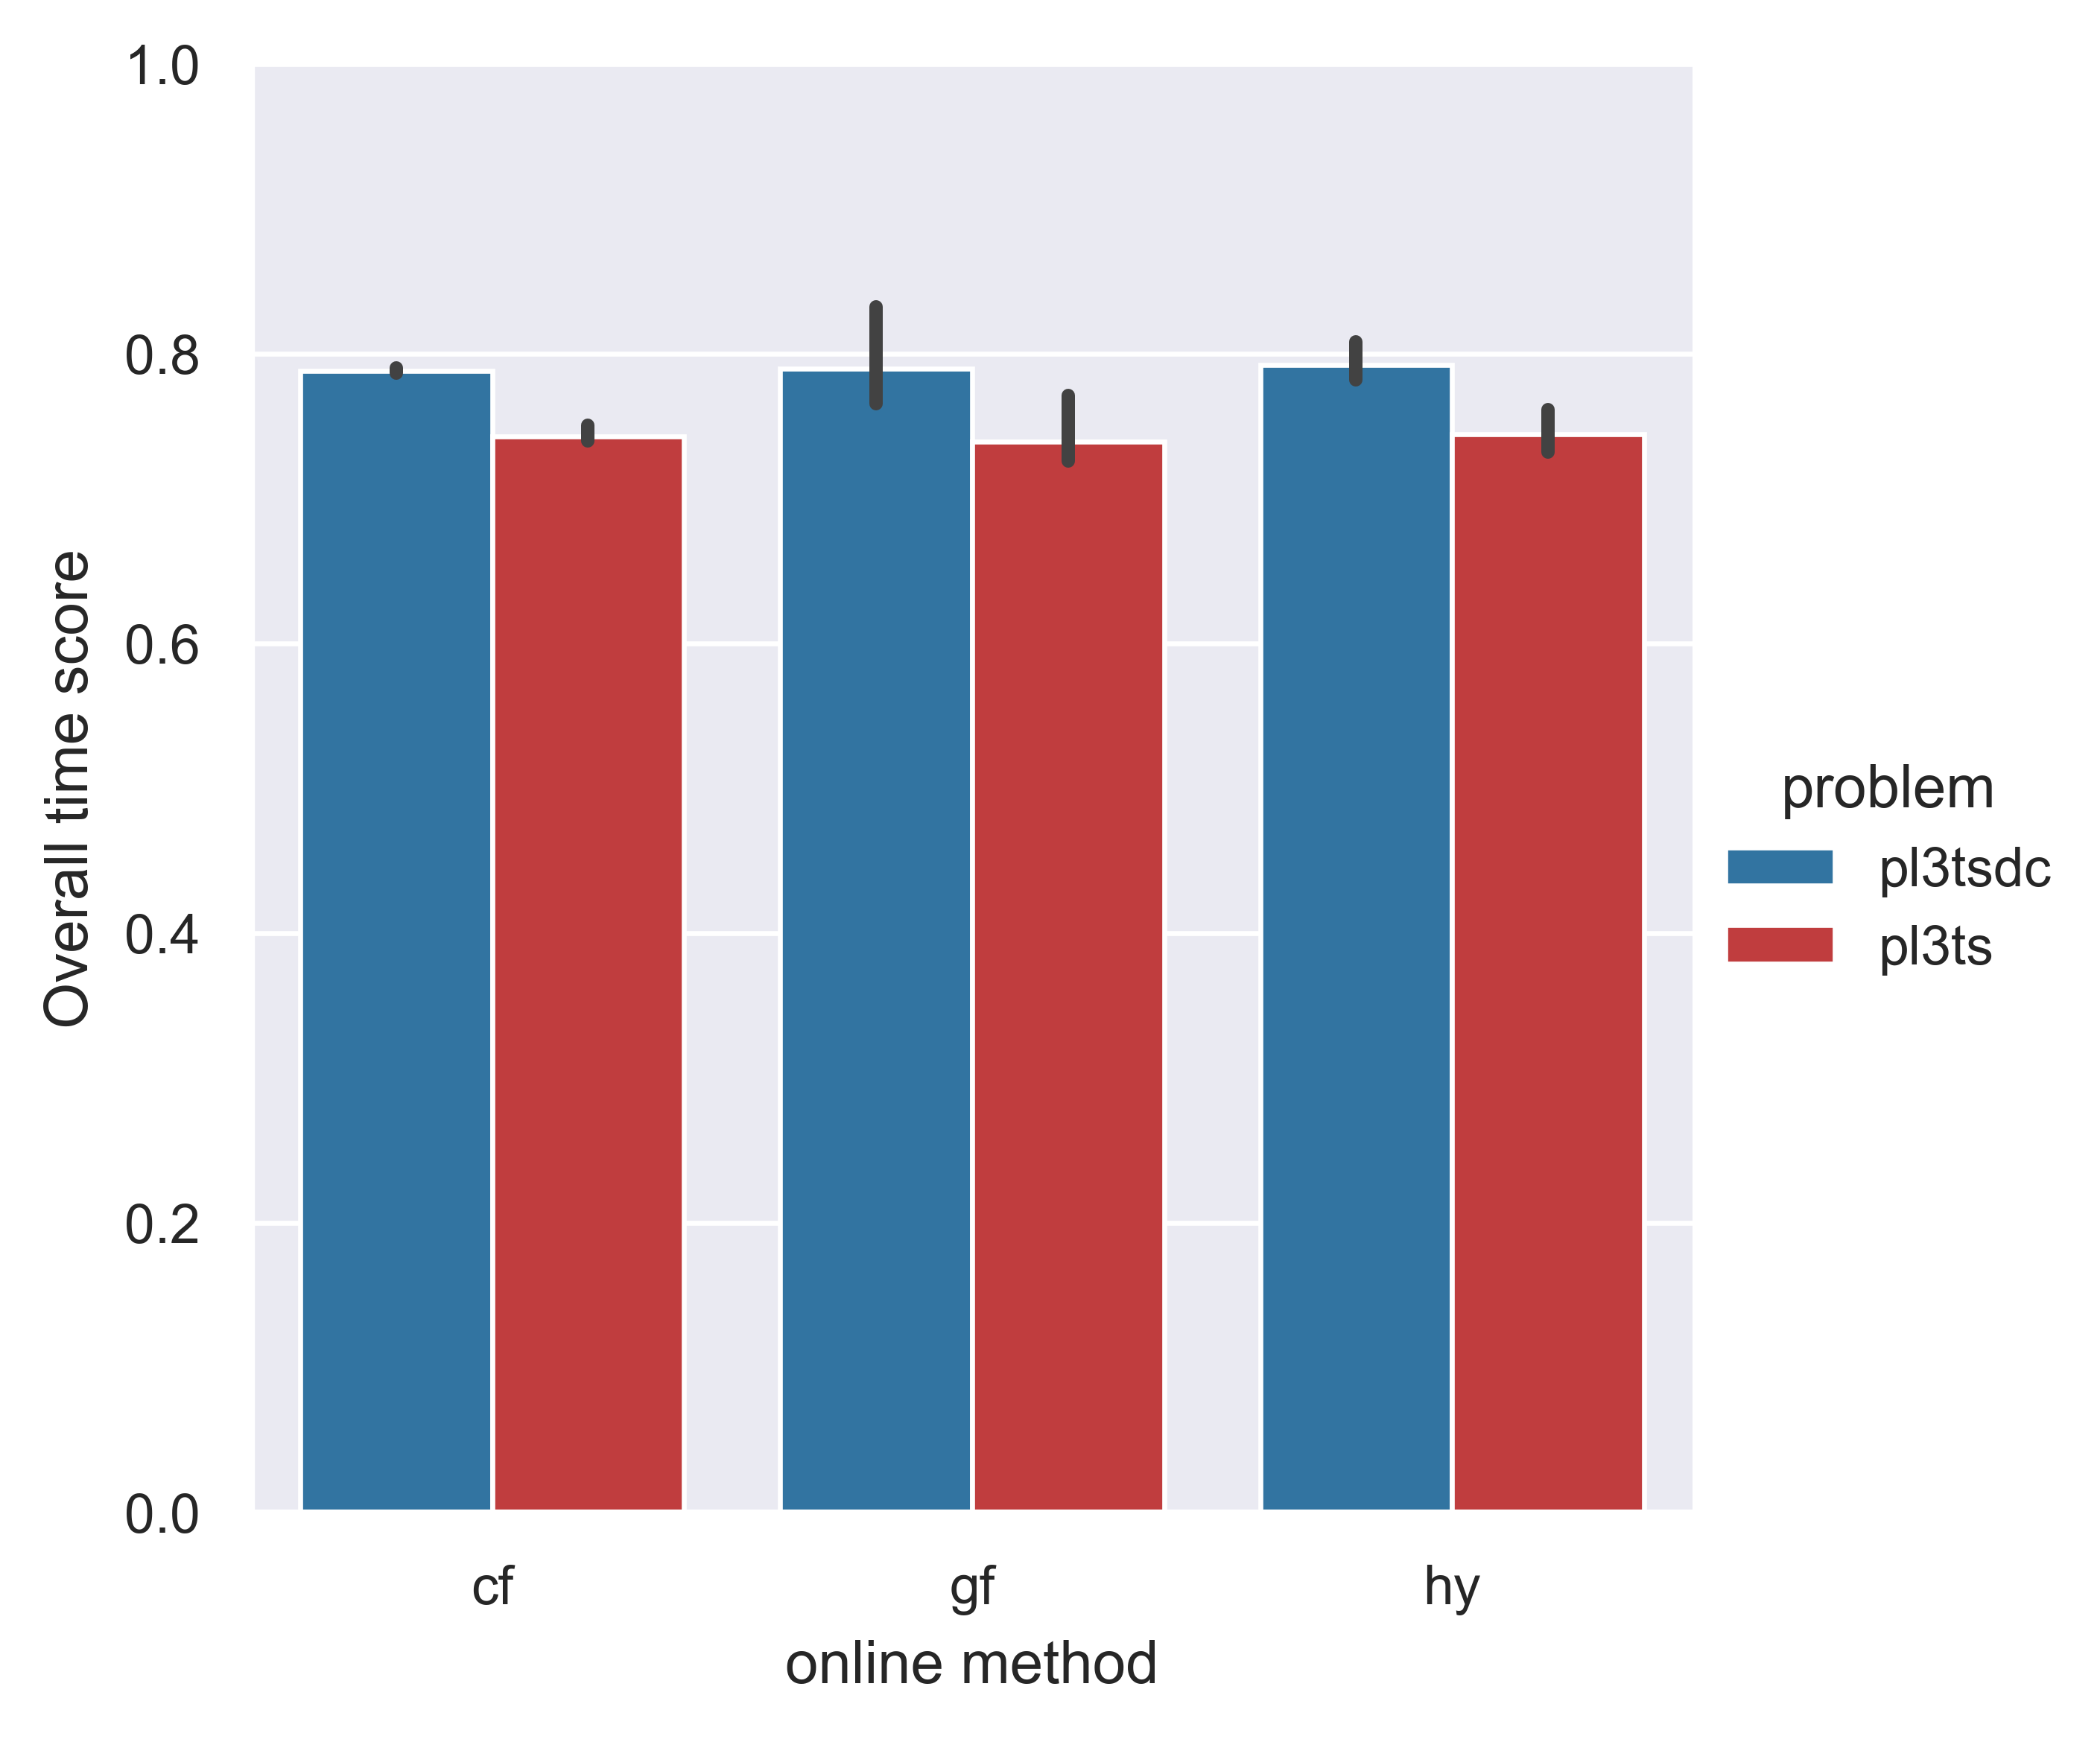 Overall time score
1.0
0.8
0.6
0.4
0.2
0.0
cf
gf
hy
online method
problem
pl3tsdc
pl3ts